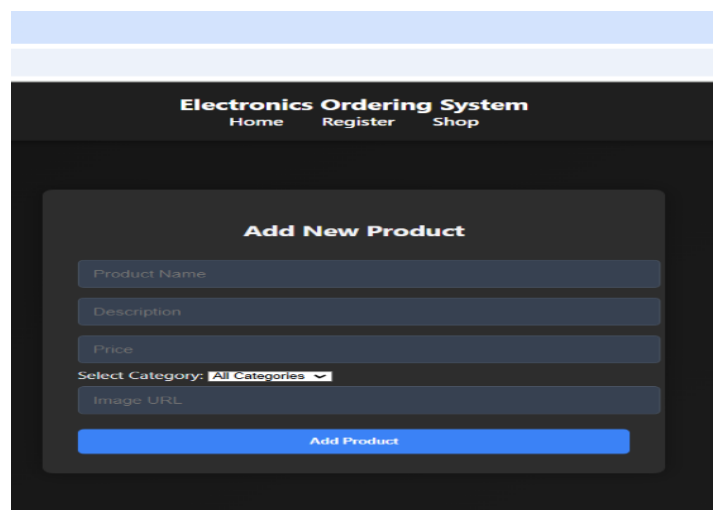 Electronics Ordering System
Home Register Shop
Add New Product
Product Name
Description
Price
Select Category: All Categories
Image URL
Add Product